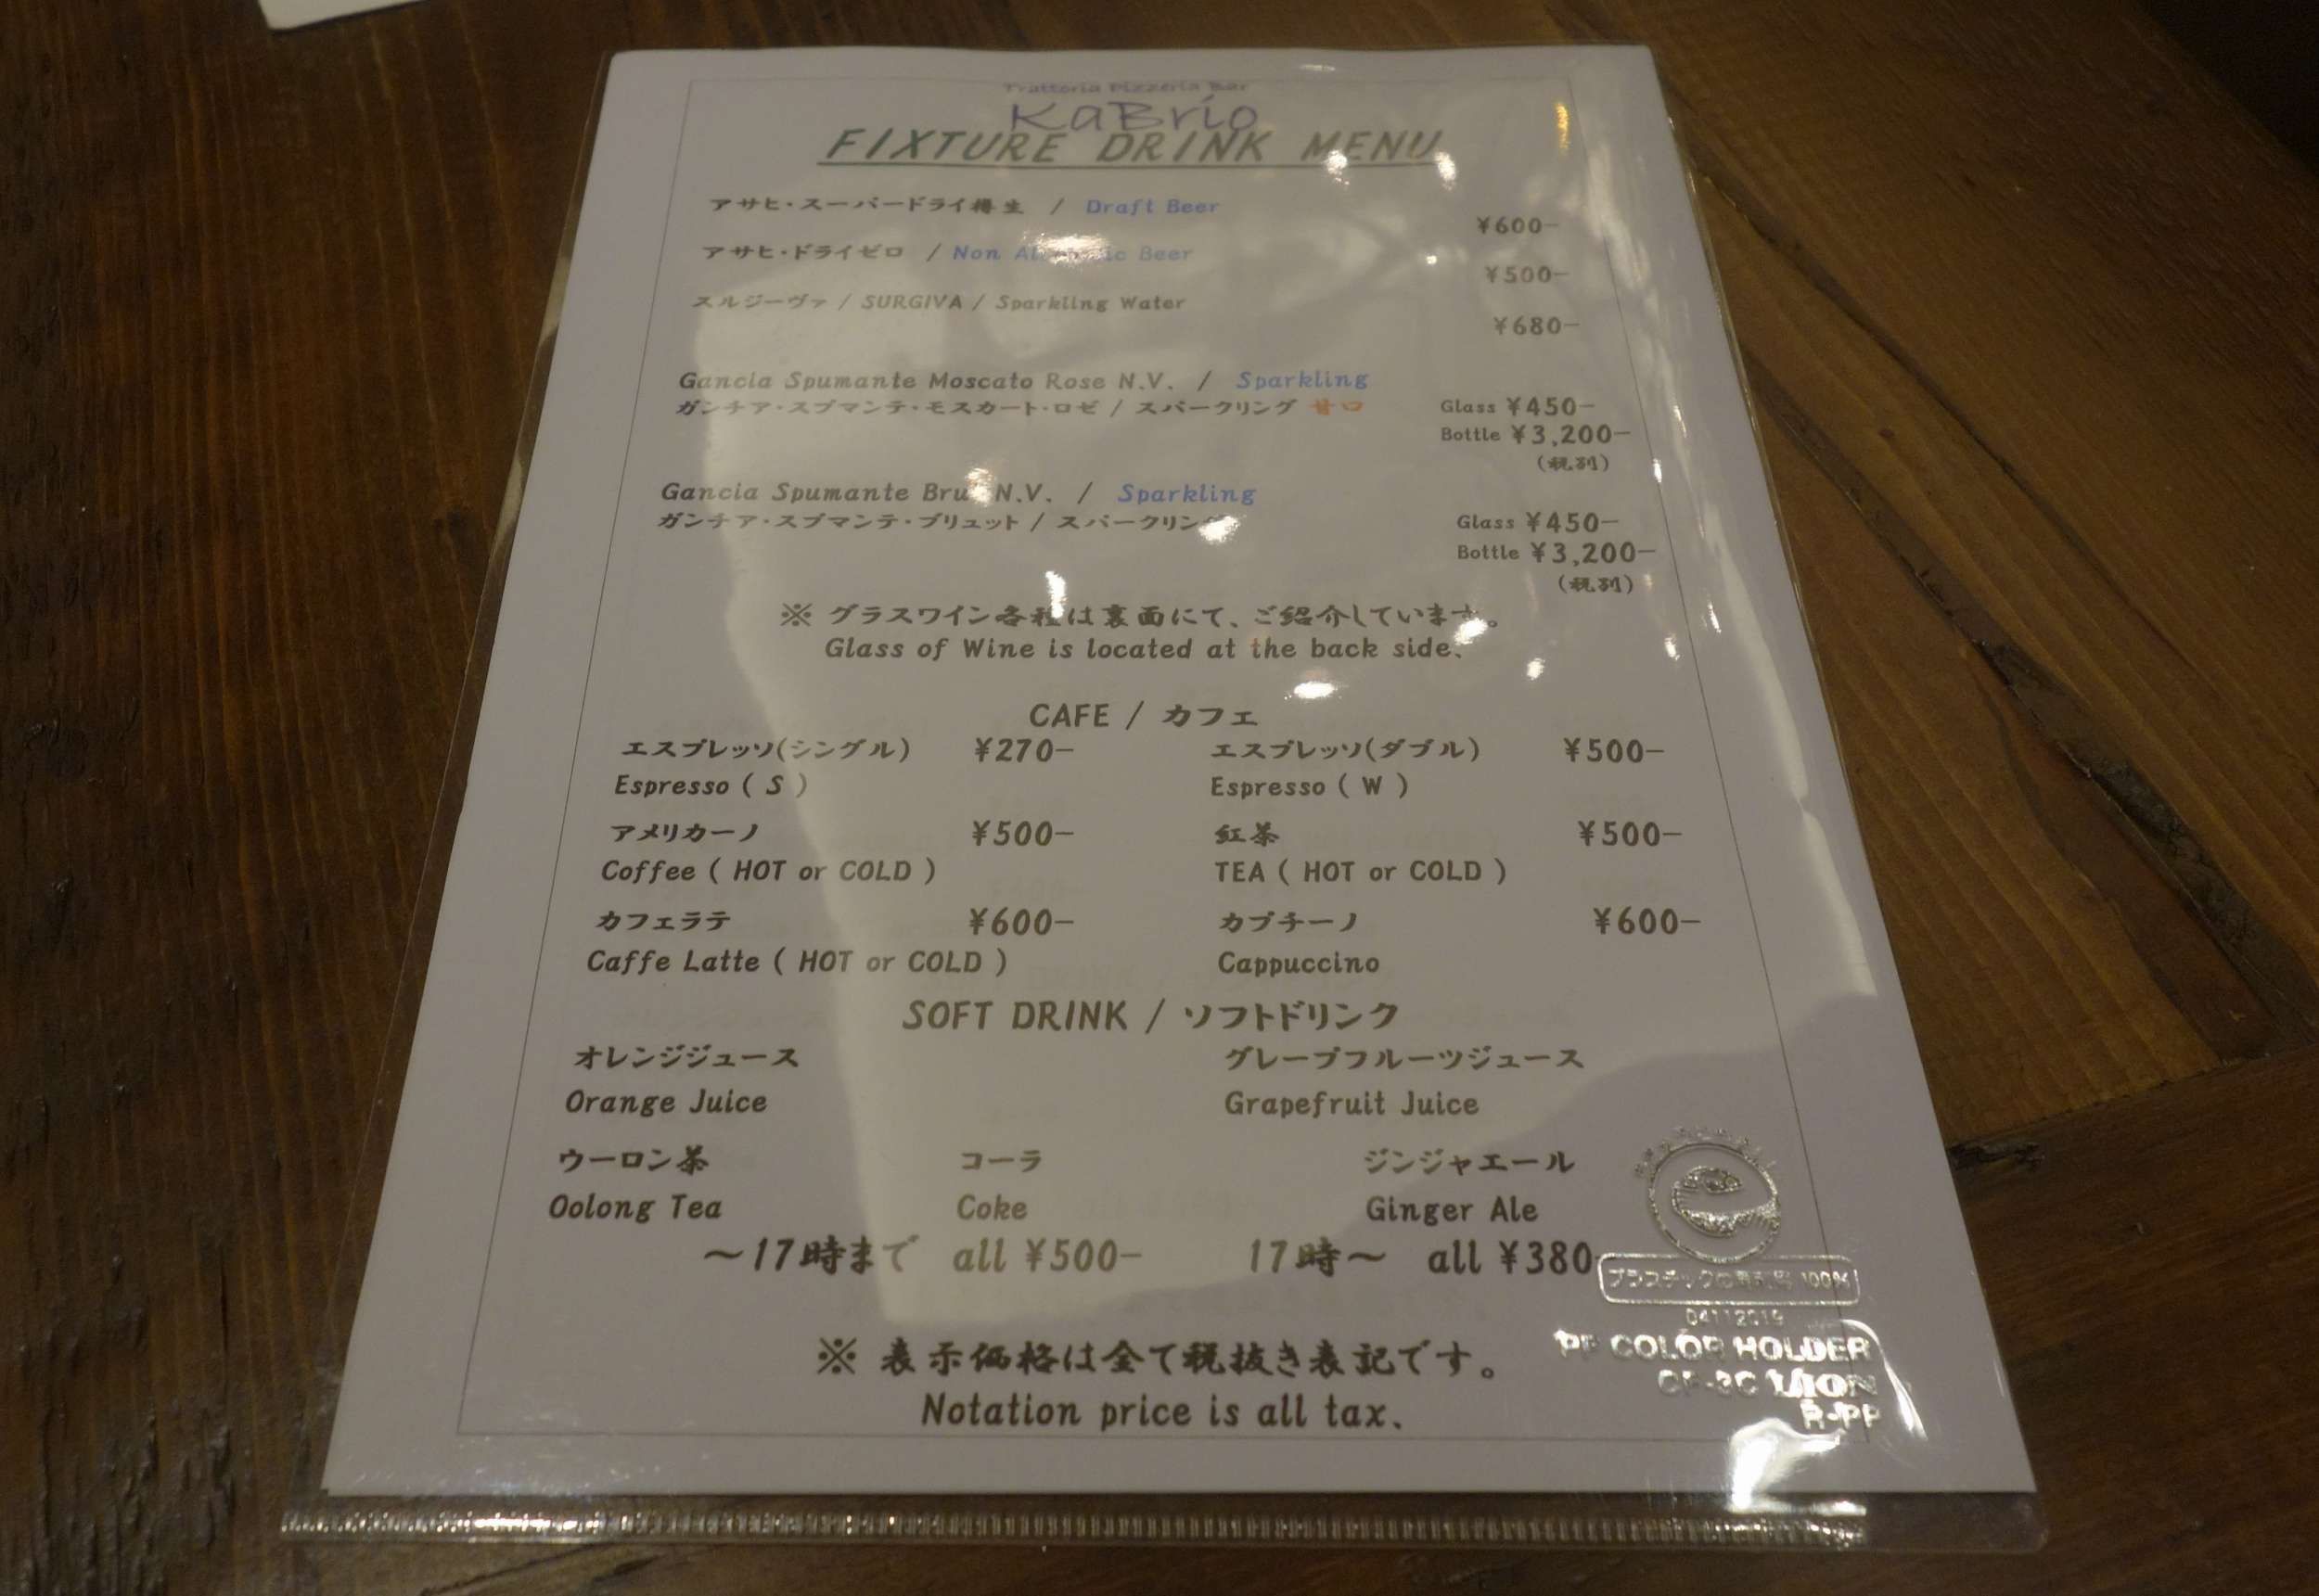 Trattoria Pizzeria Bar
KaBrio
FIXTURE DRINK MENU
アサヒ・スーパードライ樽生 / Draft Beer
¥600-
アサヒ・ドライゼロ / Non Alcoholic Beer
¥500-
スルジーヴァ / SURGIVA / Sparkling Water
¥680-
Gancia Spumante Moscato Rose N.V. / Sparkling
ガンチア・スプマンテ・モスカート・ロゼ / スパークリング 甘口
Glass ¥450-
Bottle ¥3,200-
(税別)
Gancia Spumante Brut N.V. / Sparkling
ガンチア・スプマンテ・ブリュット / スパークリング
Glass ¥450-
Bottle ¥3,200-
(税別)
※ グラスワイン各種は裏面にて、ご紹介しています。
Glass of Wine is located at the back side.
CAFE / カフェ
エスプレッソ(シングル) ¥270- エスプレッソ(ダブル) ¥500-
Espresso ( S ) Espresso ( W )
アメリカーノ ¥500- 紅茶 ¥500-
Coffee ( HOT or COLD ) TEA ( HOT or COLD )
カフェラテ ¥600- カプチーノ ¥600-
Caffe Latte ( HOT or COLD ) Cappuccino
SOFT DRINK / ソフトドリンク
オレンジジュース グレープフルーツジュース
Orange Juice Grapefruit Juice
ウーロン茶 コーラ ジンジャエール
Oolong Tea Coke Ginger Ale
～17時まで all ¥500- 17時～ all ¥380-
※ 表示価格は全て税抜き表記です。
Notation price is all tax.
100%
04112019
PP COLOR HOLDER
CF-3C LION
R-PP